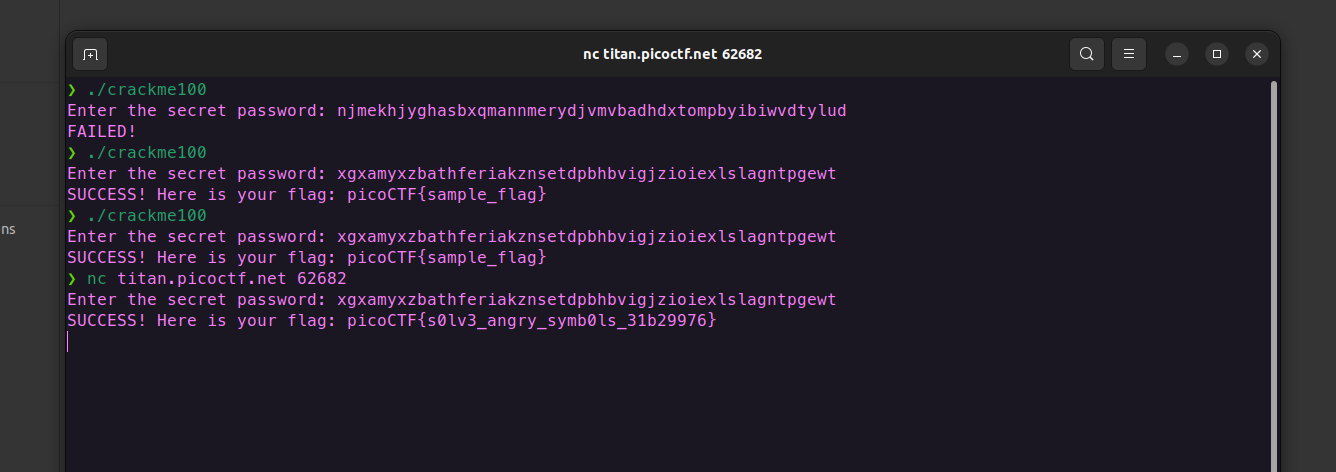 nc titan.picoctf.net 62682
❯ ./crackme100
Enter the secret password: njmekhjyghasbxqmannmerydjvmvbadhdxtompbyibiwvdtylud
FAILED!
❯ ./crackme100
Enter the secret password: xgxamyxzbathferiakznsetdpbhbvigjzioiexlslagntpgewt
SUCCESS! Here is your flag: picoCTF{sample_flag}
❯ ./crackme100
Enter the secret password: xgxamyxzbathferiakznsetdpbhbvigjzioiexlslagntpgewt
SUCCESS! Here is your flag: picoCTF{sample_flag}
❯ nc titan.picoctf.net 62682
Enter the secret password: xgxamyxzbathferiakznsetdpbhbvigjzioiexlslagntpgewt
SUCCESS! Here is your flag: picoCTF{s0lv3_angry_symb0ls_31b29976}
ns